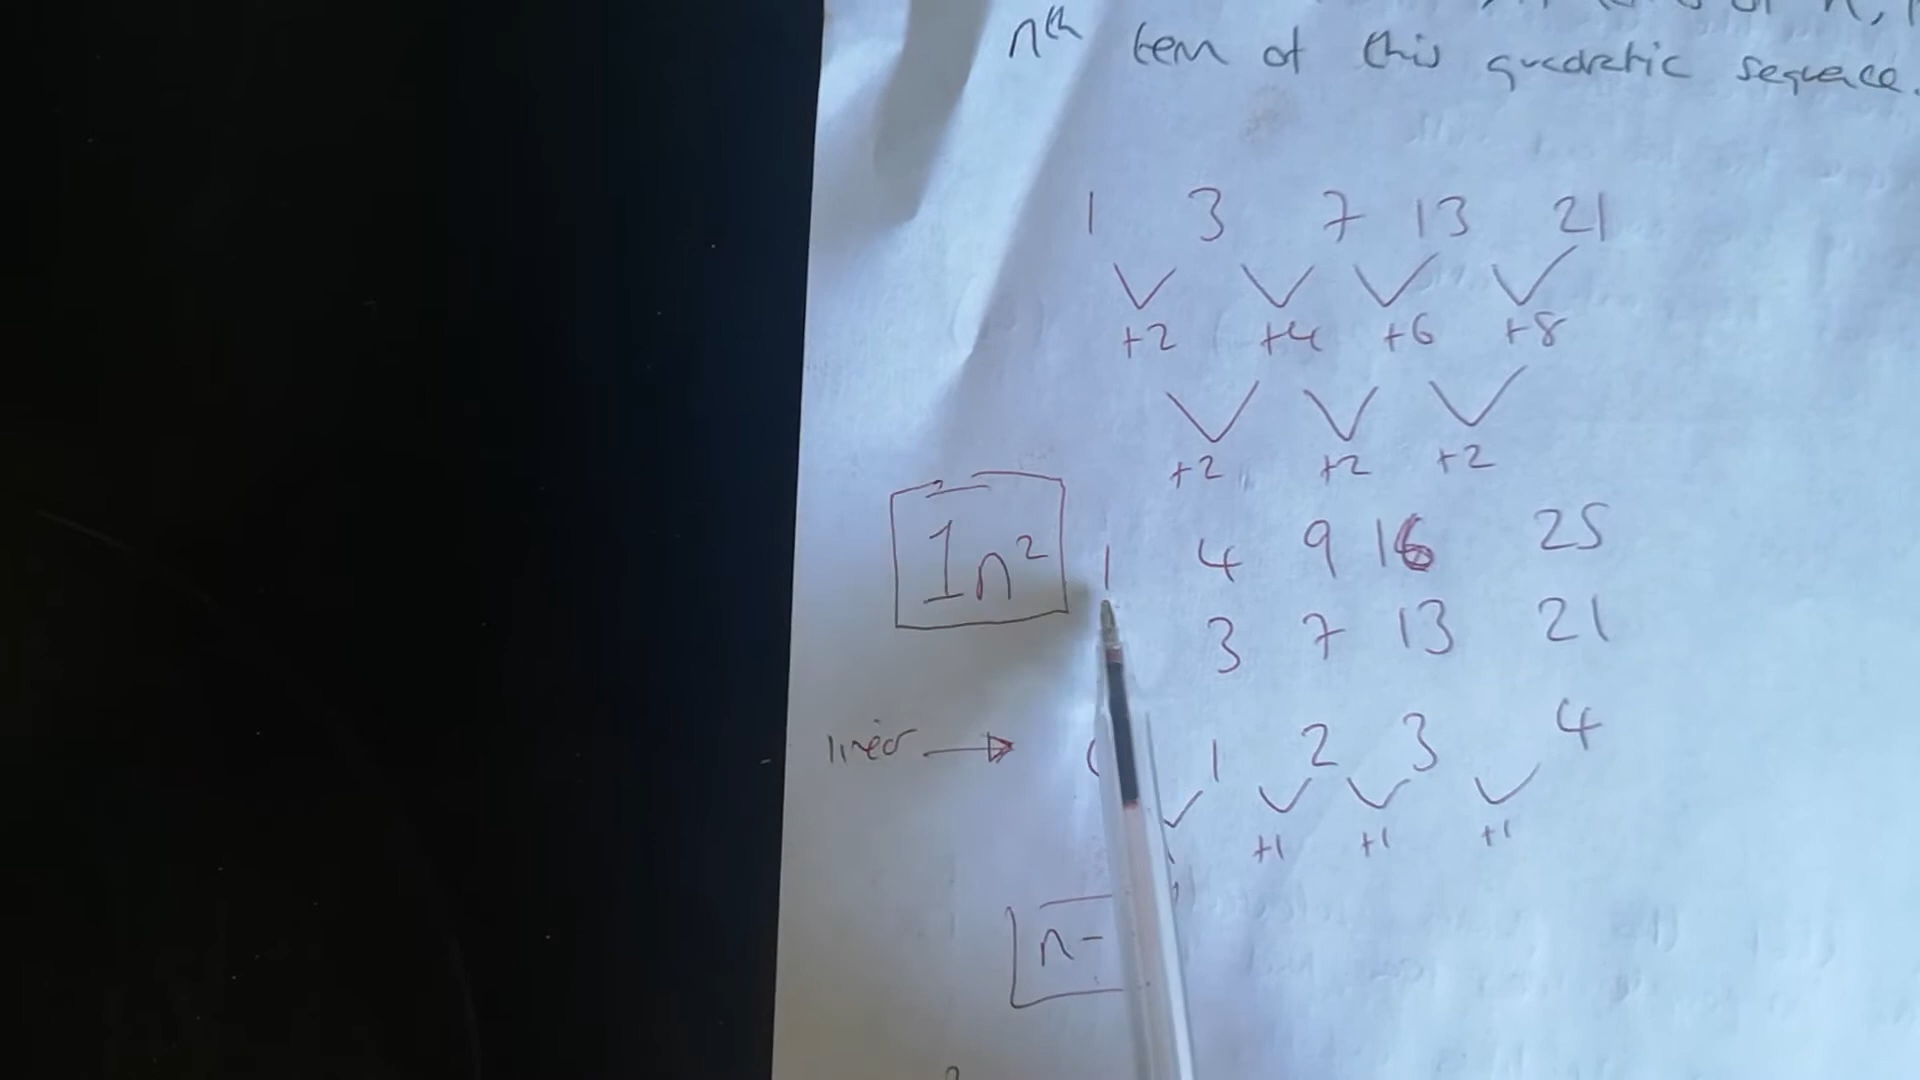 n,
nth term of this quadratic sequence.
1 3 7 13 21
+2 +4 +6 +8
+2 +2 +2
1n² 1 4 9 16 25
3 7 13 21
linear → 1 2 3 4
+1 +1 +1
n-